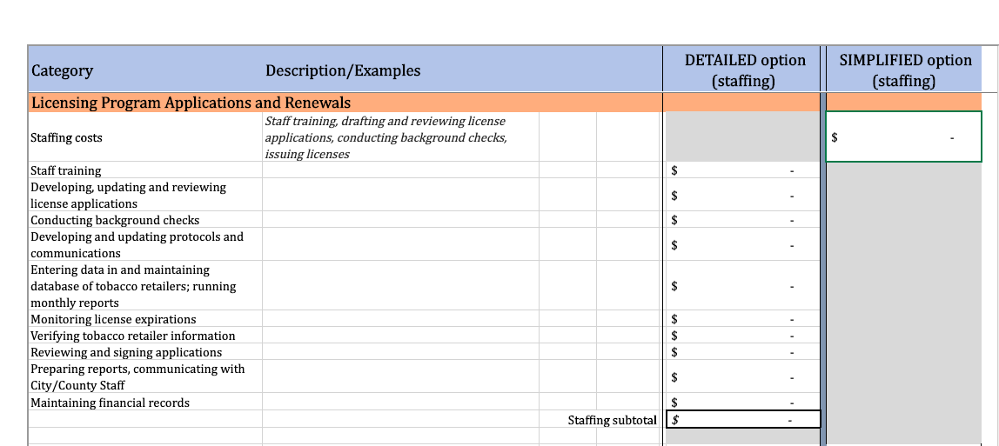 Category Description/Examples DETAILED option (staffing) SIMPLIFIED option (staffing)
Licensing Program Applications and Renewals
Staffing costs
Staff training, drafting and reviewing license
applications, conducting background checks,
issuing licenses
$ -
Staff training $ -
Developing, updating and reviewing
license applications $ -
Conducting background checks $ -
Developing and updating protocols and
communications $ -
Entering data in and maintaining
database of tobacco retailers; running
monthly reports $ -
Monitoring license expirations $ -
Verifying tobacco retailer information $ -
Reviewing and signing applications $ -
Preparing reports, communicating with
City/County Staff $ -
Maintaining financial records $ -
Staffing subtotal $ -